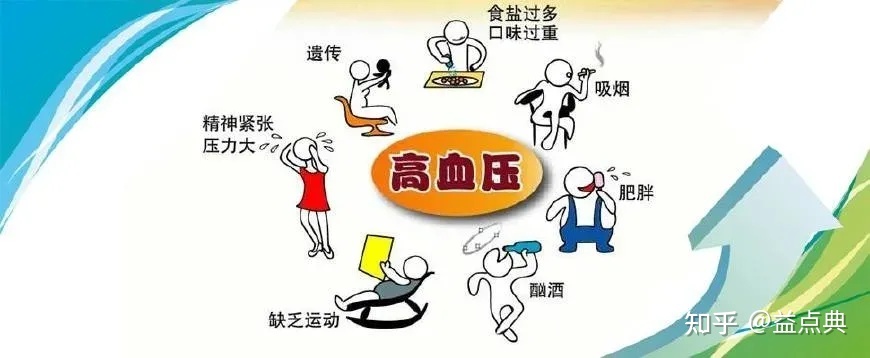 食盐过多
口味过重
遗传
吸烟
精神紧张
压力大
高血压
肥胖
缺乏运动
酗酒
知乎 @益点典